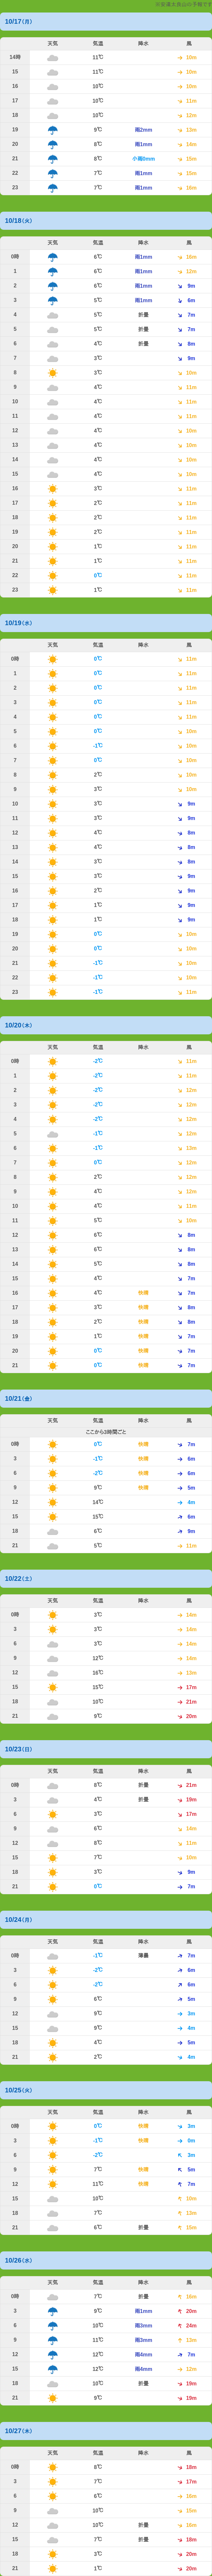 ※安達太良山の予報です
10/17(月)
天気 気温 降水 風
14時 11℃ 10m
15 11℃ 10m
16 10℃ 10m
17 10℃ 11m
18 10℃ 12m
19 9℃ 雨2mm 13m
20 8℃ 雨1mm 14m
21 8℃ 小雨0mm 15m
22 7℃ 雨1mm 15m
23 7℃ 雨1mm 16m
10/18(火)
天気 気温 降水 風
0時 6℃ 雨1mm 16m
1 6℃ 雨1mm 12m
2 6℃ 雨1mm 9m
3 5℃ 雨1mm 6m
4 5℃ 折曇 7m
5 5℃ 折曇 7m
6 4℃ 折曇 8m
7 3℃ 9m
8 3℃ 10m
9 4℃ 11m
10 4℃ 11m
11 4℃ 11m
12 4℃ 10m
13 4℃ 10m
14 4℃ 10m
15 4℃ 10m
16 3℃ 11m
17 2℃ 11m
18 2℃ 11m
19 2℃ 11m
20 1℃ 11m
21 1℃ 11m
22 0℃ 11m
23 1℃ 11m
10/19(水)
天気 気温 降水 風
0時 0℃ 11m
1 0℃ 11m
2 0℃ 11m
3 0℃ 11m
4 0℃ 11m
5 0℃ 10m
6 -1℃ 10m
7 0℃ 10m
8 2℃ 10m
9 3℃ 10m
10 3℃ 9m
11 3℃ 9m
12 4℃ 8m
13 4℃ 8m
14 3℃ 8m
15 3℃ 9m
16 2℃ 9m
17 1℃ 9m
18 1℃ 9m
19 0℃ 10m
20 0℃ 10m
21 -1℃ 10m
22 -1℃ 10m
23 -1℃ 11m
10/20(木)
天気 気温 降水 風
0時 -2℃ 11m
1 -2℃ 11m
2 -2℃ 12m
3 -2℃ 12m
4 -2℃ 12m
5 -1℃ 12m
6 -1℃ 13m
7 0℃ 12m
8 2℃ 12m
9 4℃ 12m
10 4℃ 11m
11 5℃ 10m
12 6℃ 8m
13 6℃ 8m
14 5℃ 8m
15 4℃ 7m
16 4℃ 快晴 7m
17 3℃ 快晴 8m
18 2℃ 快晴 8m
19 1℃ 快晴 7m
20 0℃ 快晴 7m
21 0℃ 快晴 7m
10/21(金)
天気 気温 降水 風
ここから3時間ごと
0時 0℃ 快晴 7m
3 -1℃ 快晴 6m
6 -2℃ 快晴 6m
9 9℃ 快晴 5m
12 14℃ 4m
15 15℃ 6m
18 6℃ 9m
21 5℃ 11m
10/22(土)
天気 気温 降水 風
0時 3℃ 14m
3 3℃ 14m
6 3℃ 14m
9 12℃ 14m
12 16℃ 13m
15 15℃ 17m
18 10℃ 21m
21 9℃ 20m
10/23(日)
天気 気温 降水 風
0時 8℃ 折曇 21m
3 4℃ 折曇 19m
6 3℃ 17m
9 6℃ 14m
12 8℃ 11m
15 7℃ 10m
18 3℃ 9m
21 0℃ 7m
10/24(月)
天気 気温 降水 風
0時 -1℃ 薄曇 7m
3 -2℃ 6m
6 -2℃ 6m
9 6℃ 5m
12 9℃ 3m
15 9℃ 4m
18 4℃ 5m
21 2℃ 4m
10/25(火)
天気 気温 降水 風
0時 0℃ 快晴 3m
3 -1℃ 快晴 0m
6 -2℃ 3m
9 7℃ 快晴 5m
12 11℃ 快晴 7m
15 10℃ 10m
18 7℃ 13m
21 6℃ 折曇 15m
10/26(水)
天気 気温 降水 風
0時 7℃ 折曇 16m
3 9℃ 雨1mm 20m
6 10℃ 雨3mm 24m
9 11℃ 雨3mm 13m
12 12℃ 雨4mm 7m
15 12℃ 雨4mm 12m
18 10℃ 折曇 19m
21 9℃ 19m
10/27(木)
天気 気温 降水 風
0時 8℃ 18m
3 7℃ 17m
6 6℃ 16m
9 10℃ 15m
12 10℃ 折曇 16m
15 7℃ 折曇 18m
18 3℃ 20m
21 1℃ 20m